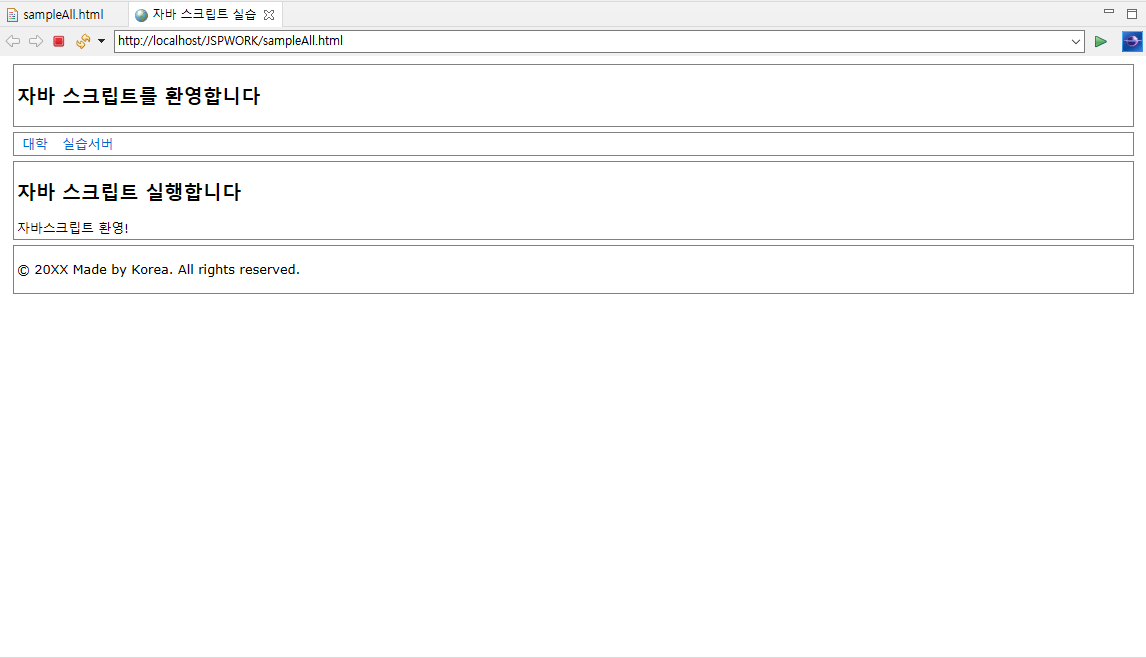 sampleAll.html
자바 스크립트 실습
http://localhost/JSPWORK/sampleAll.html
자바 스크립트를 환영합니다
대학 실습서버
자바 스크립트 실행합니다
자바스크립트 환영!
© 20XX Made by Korea. All rights reserved.